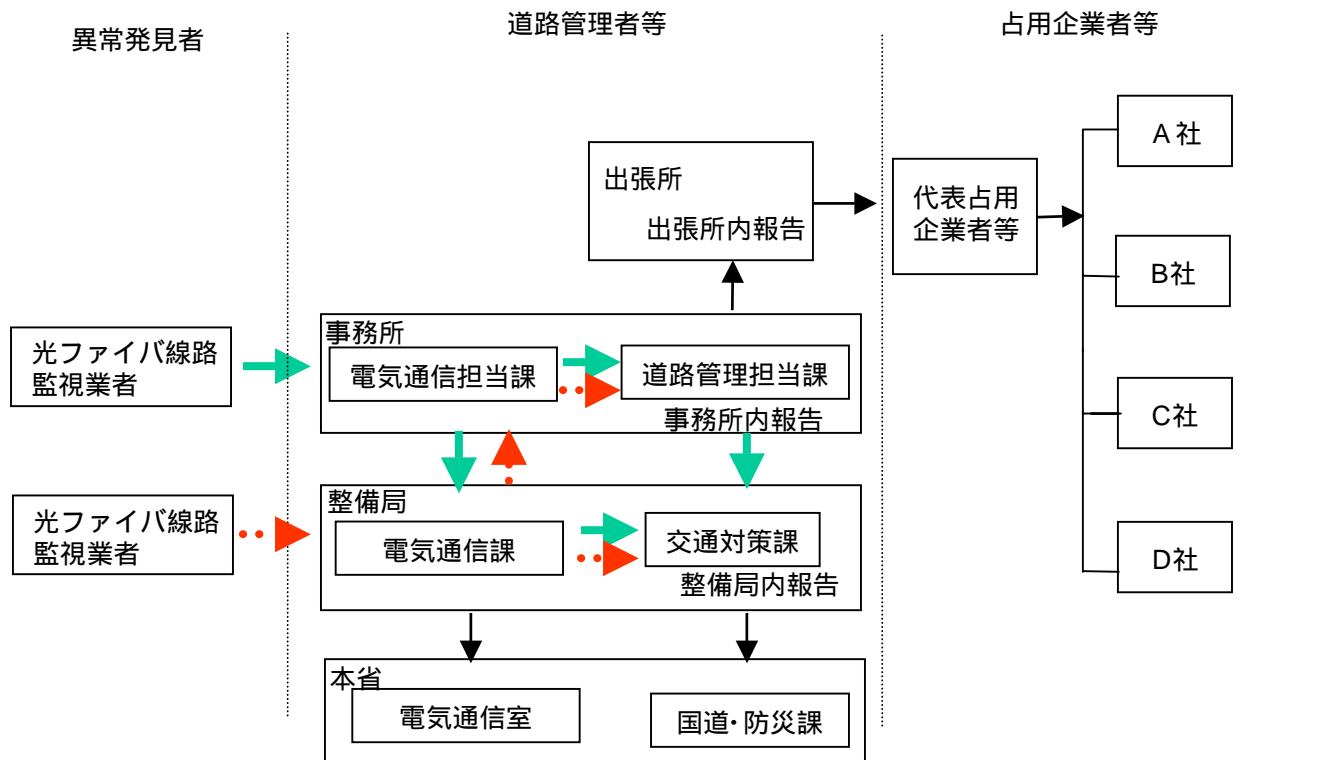 異常発見者
道路管理者等
占用企業者等
出張所
出張所内報告
代表占用
企業者等
A社
B社
C社
D社
光ファイバ線路
監視業者
事務所
電気通信担当課
道路管理担当課
事務所内報告
光ファイバ線路
監視業者
整備局
電気通信課
交通対策課
整備局内報告
本省
電気通信室
国道・防災課